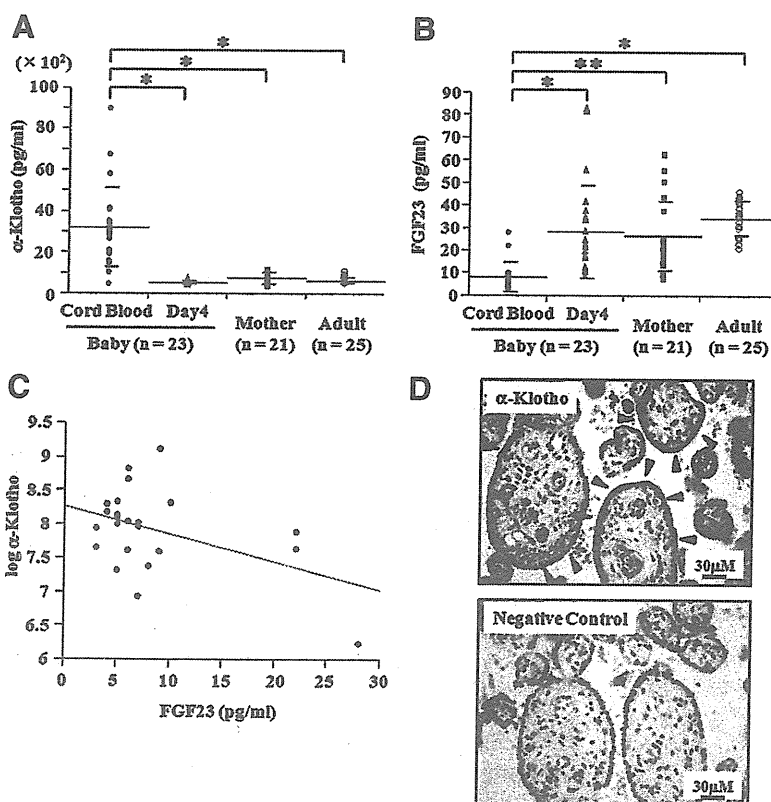 A
(× 10²)
*
*
*
α-Klotho (pg/ml)
100
80
60
40
20
0
Cord Blood Day4 Mother Adult
Baby (n = 23) (n = 21) (n = 25)
B
*
**
*
FGF23 (pg/ml)
90
80
70
60
50
40
30
20
10
0
Cord Blood Day4 Mother Adult
Baby (n = 23) (n = 21) (n = 25)
C
log α-Klotho
9.5
9
8.5
8
7.5
7
6.5
6
0 5 10 15 20 25 30
FGF23 (pg/ml)
D
α-Klotho
30μM
Negative Control
30μM